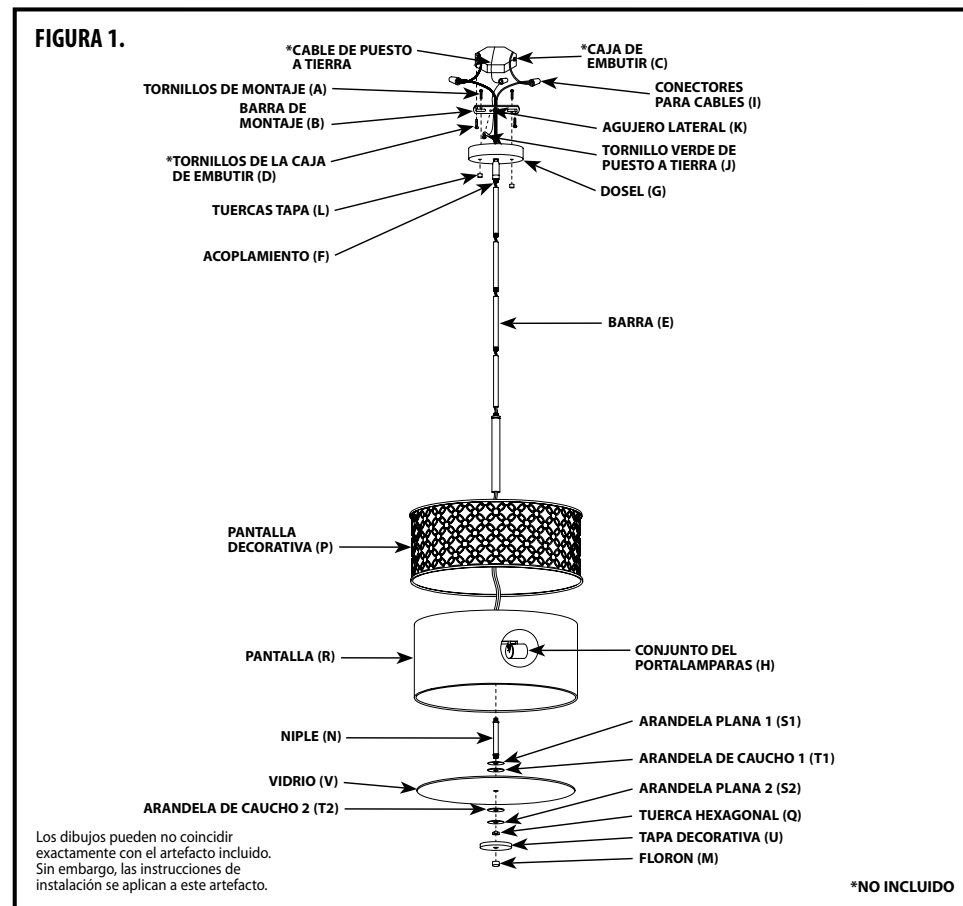 FIGURA 1.
*CABLE DE PUESTO
A TIERRA
*CAJA DE
EMBUTIR (C)
TORNILLOS DE MONTAJE (A)
CONECTORES
PARA CABLES (I)
BARRA DE
MONTAJE (B)
AGUJERO LATERAL (K)
*TORNILLOS DE LA CAJA
DE EMBUTIR (D)
TORNILLO VERDE DE
PUESTO A TIERRA (J)
DOSEL (G)
TUERCAS TAPA (L)
ACOPLAMIENTO (F)
BARRA (E)
PANTALLA
DECORATIVA (P)
PANTALLA (R)
CONJUNTO DEL
PORTALAMPARAS (H)
NIPLE (N)
ARANDELA PLANA 1 (S1)
ARANDELA DE CAUCHO 1 (T1)
VIDRIO (V)
ARANDELA PLANA 2 (S2)
ARANDELA DE CAUCHO 2 (T2)
TUERCA HEXAGONAL (Q)
TAPA DECORATIVA (U)
FLORON (M)
Los dibujos pueden no coincidir
exactamente con el artefacto incluido.
Sin embargo, las instrucciones de
instalación se aplican a este artefacto.
*NO INCLUIDO